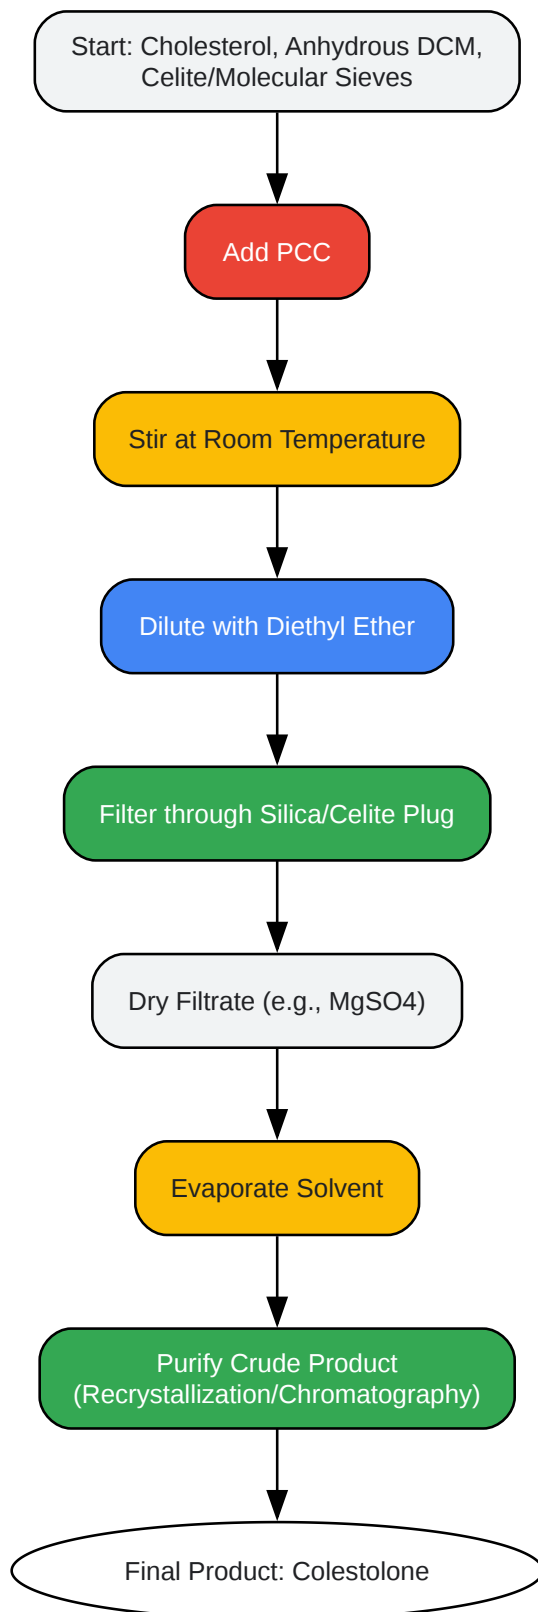 Start: Cholesterol, Anhydrous DCM,
Celite/Molecular Sieves
Add PCC
Stir at Room Temperature
Dilute with Diethyl Ether
Filter through Silica/Celite Plug
Dry Filtrate (e.g., MgSO4)
Evaporate Solvent
Purify Crude Product
(Recrystallization/Chromatography)
Final Product: Colestolone